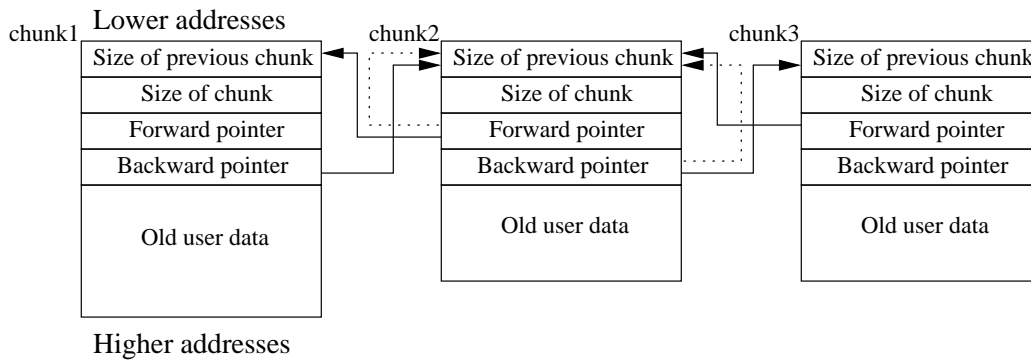 Lower addresses
chunk1
Size of previous chunk
Size of chunk
Forward pointer
Backward pointer
Old user data
Higher addresses
chunk2
Size of previous chunk
Size of chunk
Forward pointer
Backward pointer
Old user data
chunk3
Size of previous chunk
Size of chunk
Forward pointer
Backward pointer
Old user data